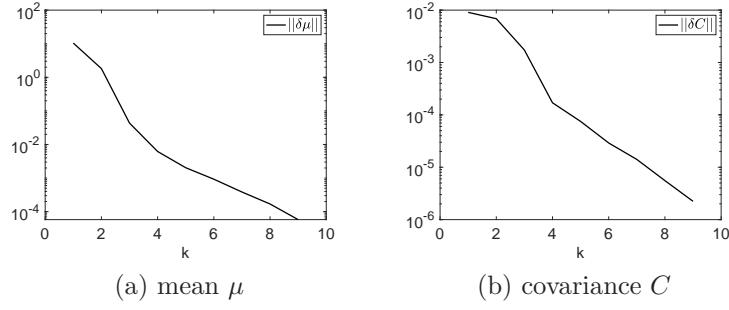 10^2
10^0
10^-2
10^-4
0 2 4 6 8 10
k
||δμ||
(a) mean μ
10^-2
10^-3
10^-4
10^-5
10^-6
0 2 4 6 8 10
k
||δC||
(b) covariance C